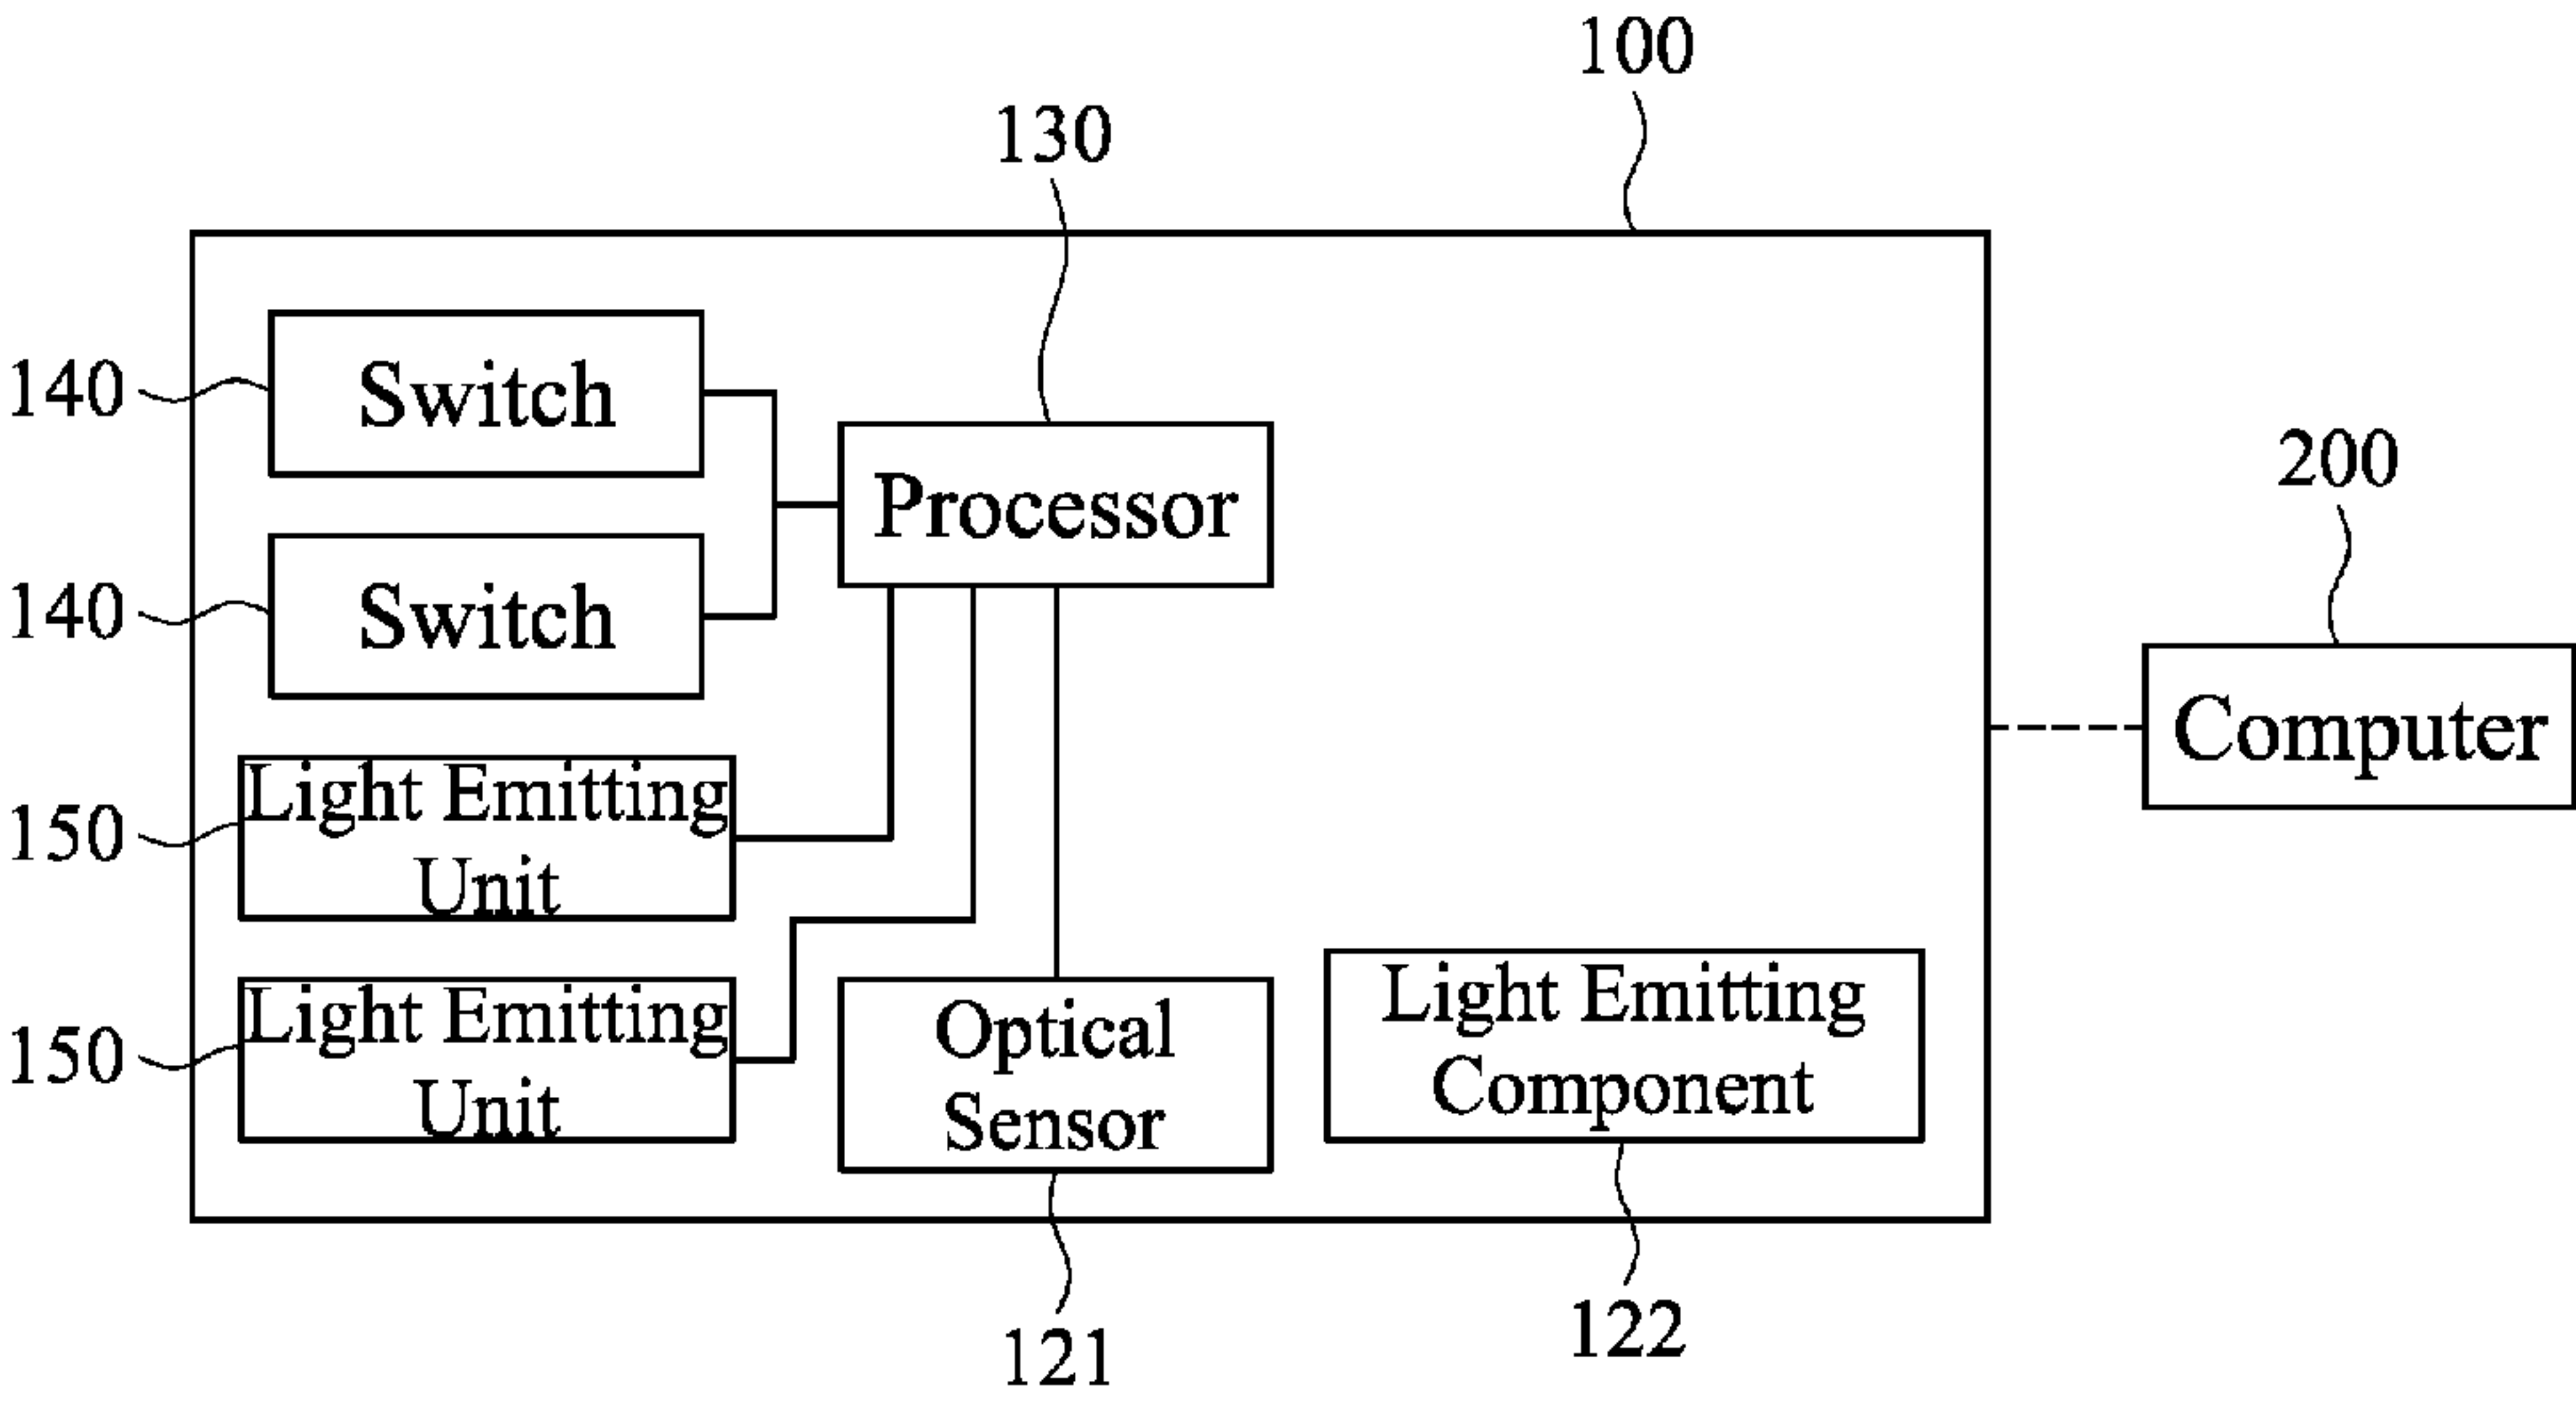 100
130
140
Switch
Processor
200
140
Switch
Computer
150
Light Emitting
Unit
150
Light Emitting
Unit
Optical
Sensor
Light Emitting
Component
121
122